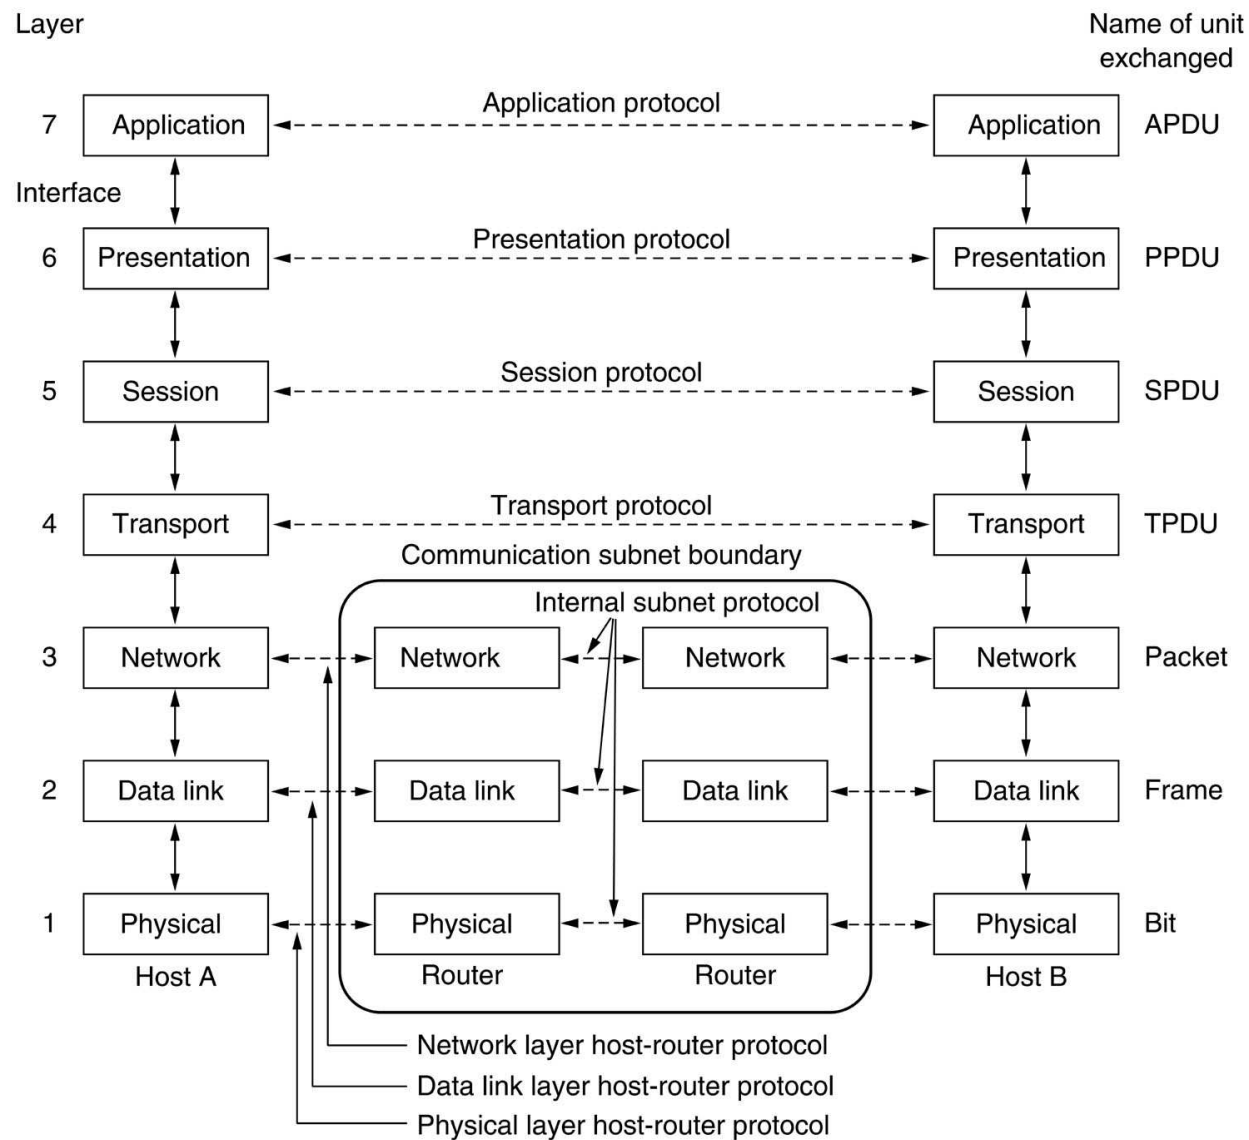 Layer
Name of unit
exchanged
Application protocol
7 Application Application APDU
Interface
Presentation protocol
6 Presentation Presentation PPDU
Session protocol
5 Session Session SPDU
Transport protocol
4 Transport Transport TPDU
Communication subnet boundary
Internal subnet protocol
3 Network Network Network Network Packet
2 Data link Data link Data link Data link Frame
1 Physical Physical Physical Physical Bit
Host A Router Router Host B
Network layer host-router protocol
Data link layer host-router protocol
Physical layer host-router protocol